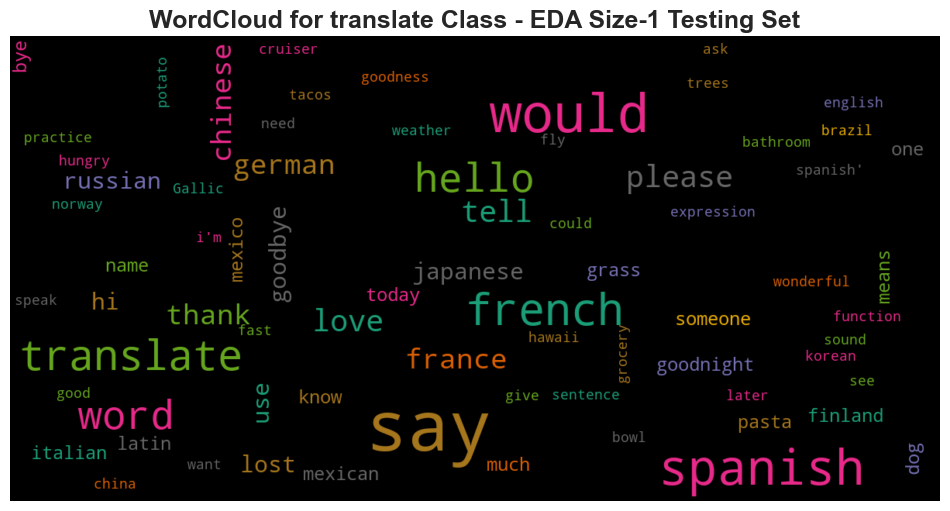 WordCloud for translate Class - EDA Size-1 Testing Set
bye
potato
chinese
cruiser
goodness
tacos
ask
trees
english
practice
need
weather
would
fly
bathroom
brazil
one
hungry
russian
Gallic
german
hello
please
spanish'
norway
tell
could
expression
i'm
mexico
goodbye
name
japanese
grass
wonderful
means
speak
hi
thank
fast
love
today
french
hawaii
someone
function
sound
korean
translate
france
grocery
goodnight
see
good
use
know
give
sentence
later
word
say
pasta
finland
italian
latin
want
lost
mexican
much
bowl
spanish
dog
china